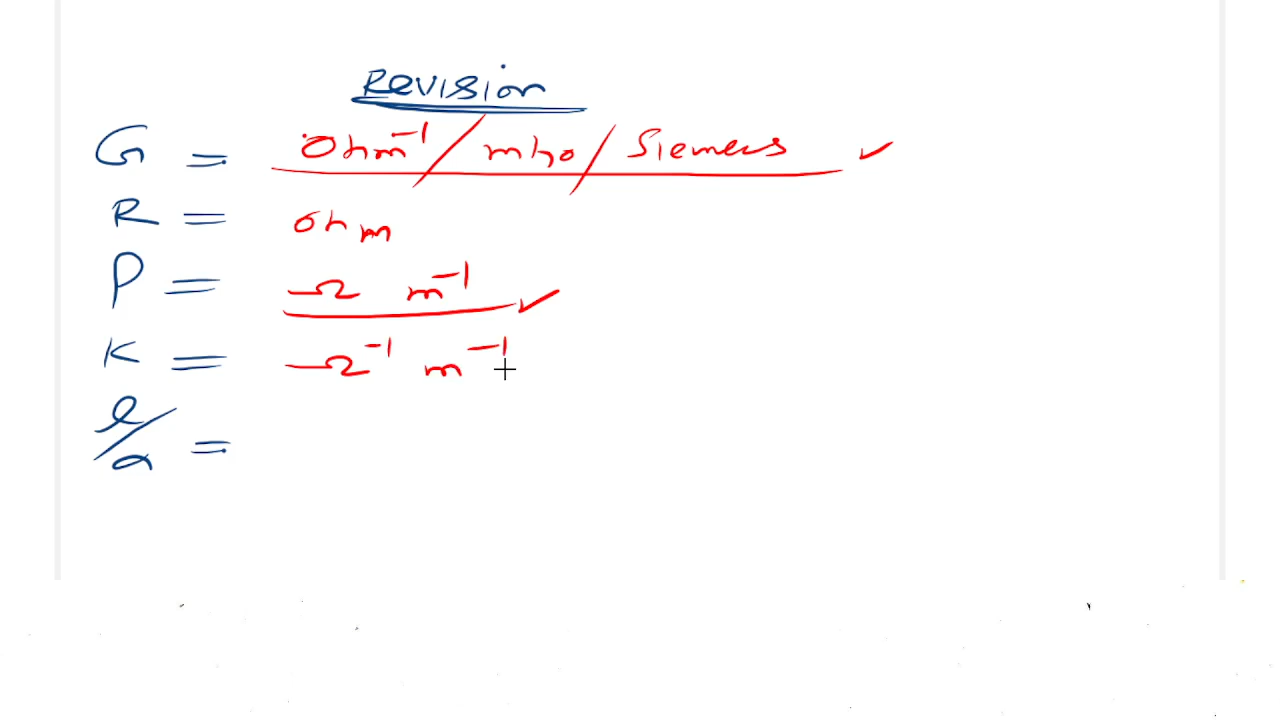 Revision
G = Ohm⁻¹ / mho / Siemens ✓
R = ohm
ρ = Ω m⁻¹ ✓
K = Ω⁻¹ m⁻¹
l/a =